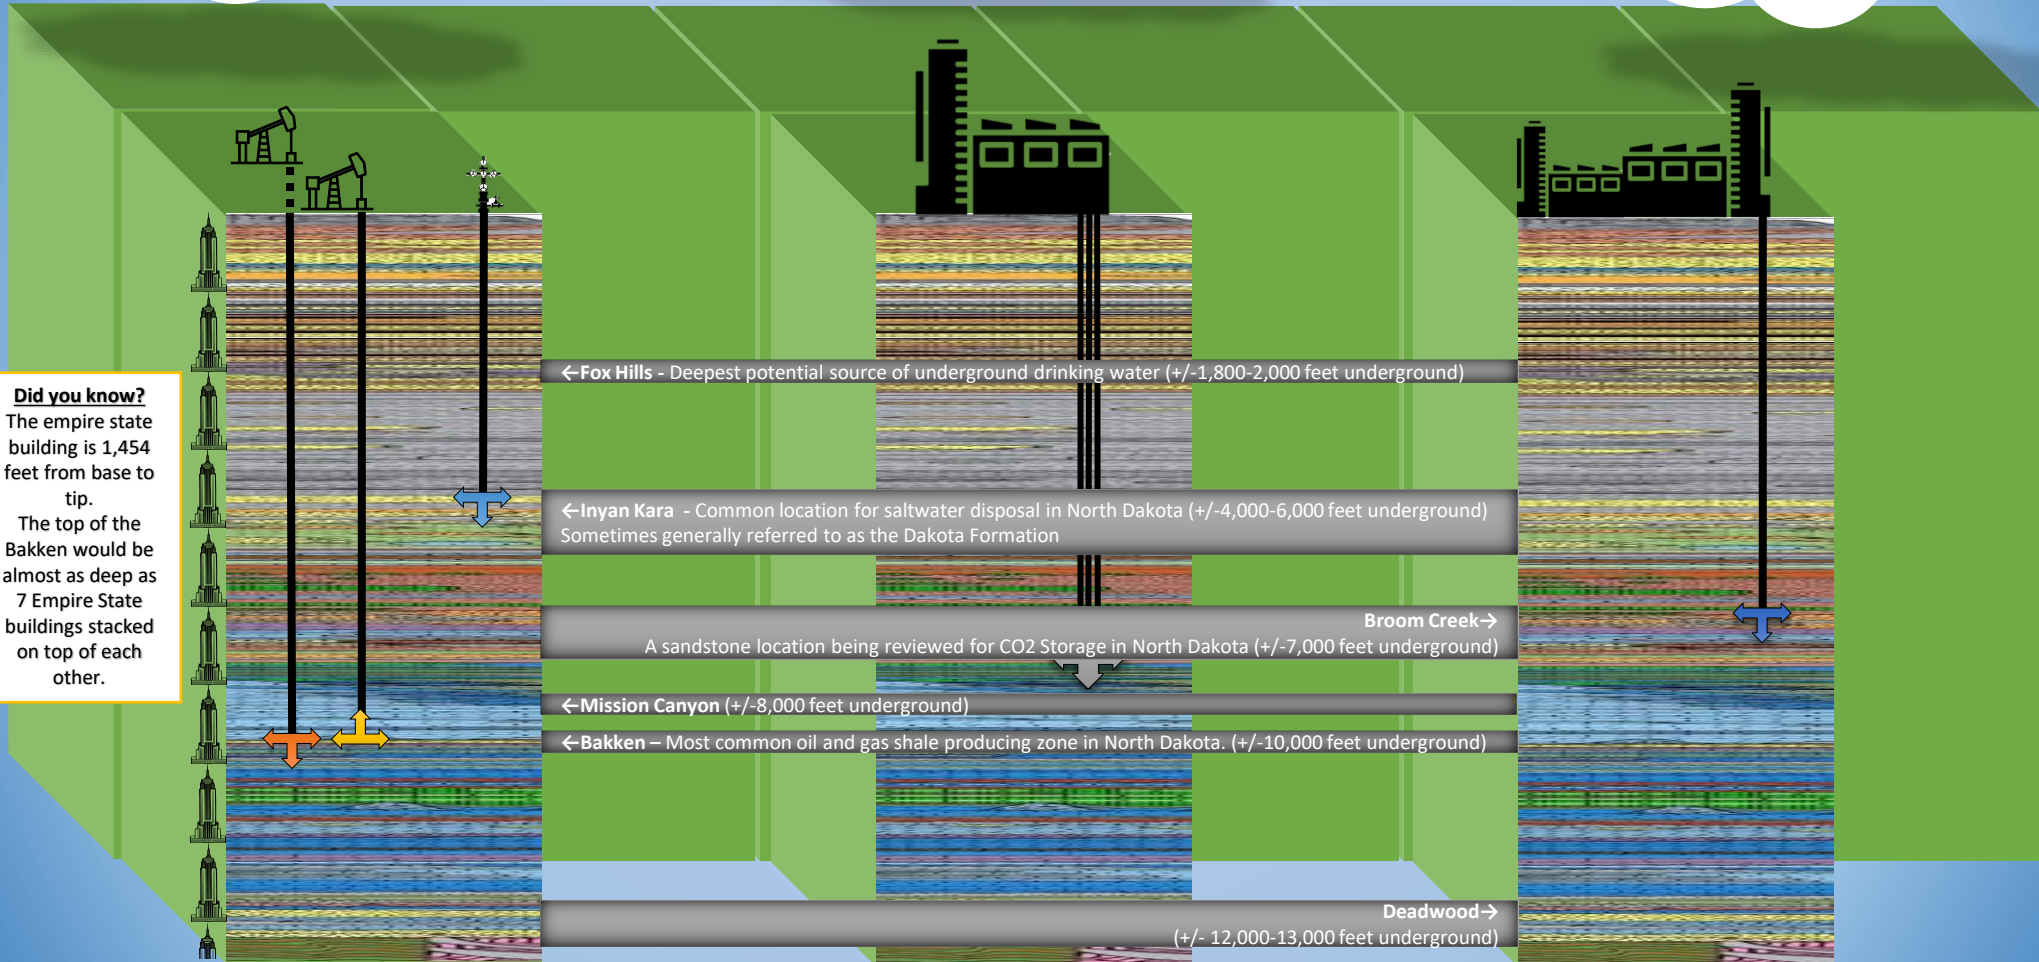 Did you know?
The empire state
building is 1,454
feet from base to
tip.
The top of the
Bakken would be
almost as deep as
7 Empire State
buildings stacked
on top of each
other.
←Fox Hills - Deepest potential source of underground drinking water (+/-1,800-2,000 feet underground)
←Inyan Kara - Common location for saltwater disposal in North Dakota (+/-4,000-6,000 feet underground)
Sometimes generally referred to as the Dakota Formation
Broom Creek→
A sandstone location being reviewed for CO2 Storage in North Dakota (+/-7,000 feet underground)
←Mission Canyon (+/-8,000 feet underground)
←Bakken – Most common oil and gas shale producing zone in North Dakota. (+/-10,000 feet underground)
Deadwood→
(+/- 12,000-13,000 feet underground)